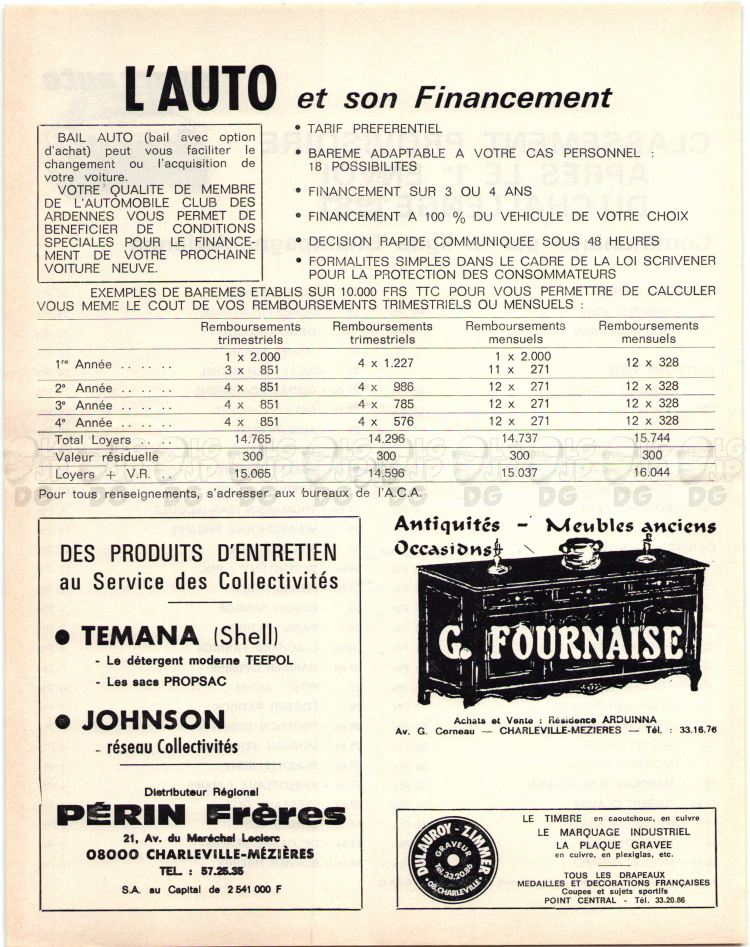 L'AUTO et son Financement
BAIL AUTO (bail avec option
d'achat) peut vous faciliter le
changement ou l'acquisition de
votre voiture.
VOTRE QUALITE DE MEMBRE
DE L'AUTOMOBILE CLUB DES
ARDENNES VOUS PERMET DE
BENEFICIER DE CONDITIONS
SPECIALES POUR LE FINANCE-
MENT DE VOTRE PROCHAINE
VOITURE NEUVE.
• TARIF PREFERENTIEL
• BAREME ADAPTABLE A VOTRE CAS PERSONNEL :
18 POSSIBILITES
• FINANCEMENT SUR 3 OU 4 ANS
• FINANCEMENT A 100 % DU VEHICULE DE VOTRE CHOIX
• DECISION RAPIDE COMMUNIQUEE SOUS 48 HEURES
• FORMALITES SIMPLES DANS LE CADRE DE LA LOI SCRIVENER
POUR LA PROTECTION DES CONSOMMATEURS
EXEMPLES DE BAREMES ETABLIS SUR 10.000 FRS TTC POUR VOUS PERMETTRE DE CALCULER
VOUS MEME LE COUT DE VOS REMBOURSEMENTS TRIMESTRIELS OU MENSUELS :
Remboursements Remboursements Remboursements Remboursements
trimestriels trimestriels mensuels mensuels
1re Année .. .. .. 1 x 2.000 4 x 1.227 1 x 2.000 12 x 328
3 x 851 11 x 271
2e Année .. .. .. 4 x 851 4 x 986 12 x 271 12 x 328
3e Année .. .. .. 4 x 851 4 x 785 12 x 271 12 x 328
4e Année .. .. .. 4 x 851 4 x 576 12 x 271 12 x 328
Total Loyers .. .. 14.765 14.296 14.737 15.744
Valeur résiduelle 300 300 300 300
Loyers + V.R. .. 15.065 14.596 15.037 16.044
Pour tous renseignements, s'adresser aux bureaux de l'A.C.A.
DES PRODUITS D'ENTRETIEN
au Service des Collectivités
• TEMANA (Shell)
- Le détergent moderne TEEPOL
- Les sacs PROPSAC
• JOHNSON
- réseau Collectivités
Distributeur Régional
PÉRIN Frères
21, Av. du Maréchal Leclerc
08000 CHARLEVILLE-MÉZIÈRES
TEL. : 57.25.35
S.A. au Capital de 2 541 000 F
Antiquités - Meubles anciens
Occasions
G. FOURNAISE
Achats et Vente : Résidence ARDUINNA
Av. G. Corneau — CHARLEVILLE-MEZIERES — Tél. : 33.16.76
DULAUROY - ZIMMER
GRAVEUR
Tél. 33.20.86
08 CHARLEVILLE
LE TIMBRE en caoutchouc, en cuivre
LE MARQUAGE INDUSTRIEL
LA PLAQUE GRAVEE
en cuivre, en plexiglas, etc.
TOUS LES DRAPEAUX
MEDAILLES ET DECORATIONS FRANÇAISES
Coupes et sujets sportifs
POINT CENTRAL - Tél. 33.20.86